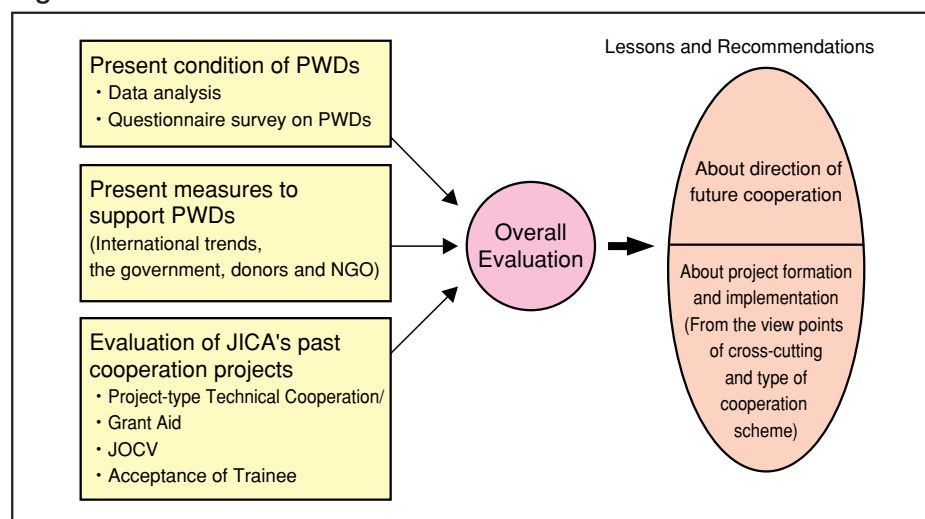 Present condition of PWDs
・Data analysis
・Questionnaire survey on PWDs
Present measures to
support PWDs
(International trends,
the government, donors and NGO)
Evaluation of JICA's past
cooperation projects
・Project-type Technical Cooperation/
・Grant Aid
・JOCV
・Acceptance of Trainee
Overall
Evaluation
Lessons and Recommendations
About direction of
future cooperation
About project formation
and implementation
(From the view points
of cross-cutting
and type of
cooperation
scheme)